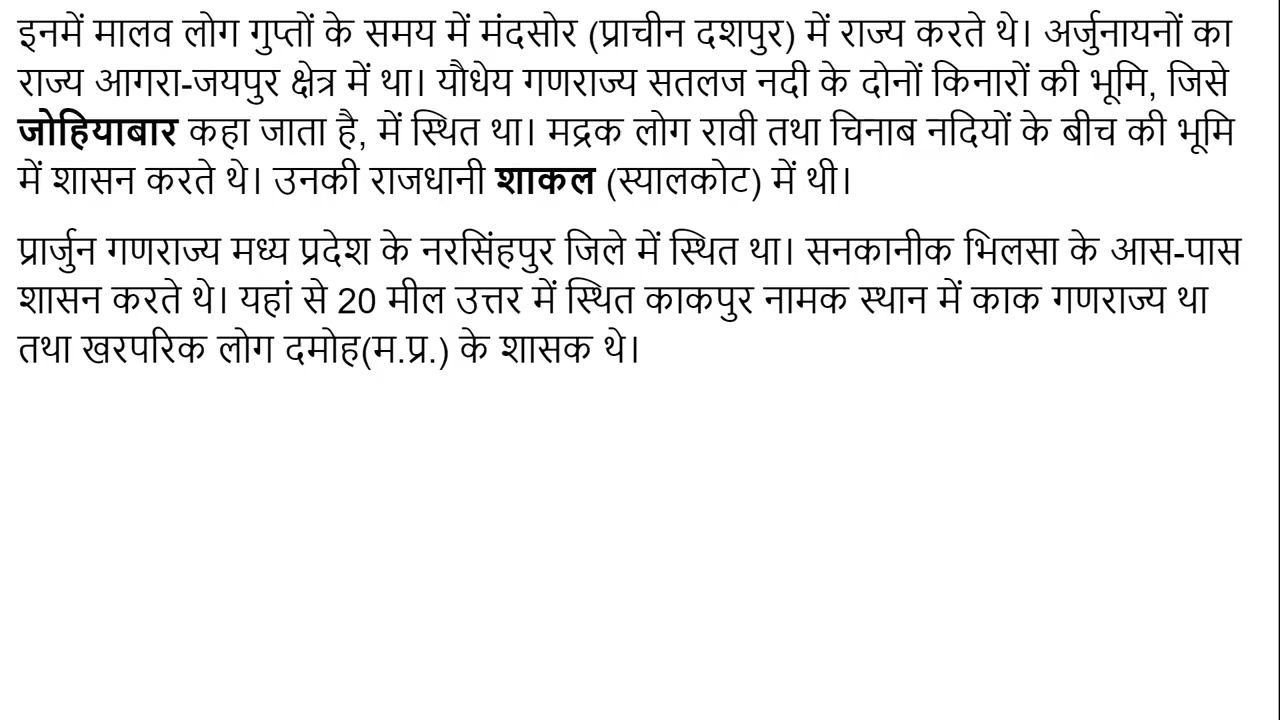 इनमें मालव लोग गुप्तों के समय में मंदसोर (प्राचीन दशपुर) में राज्य करते थे। अर्जुनायनों का
राज्य आगरा-जयपुर क्षेत्र में था। यौधेय गणराज्य सतलज नदी के दोनों किनारों की भूमि, जिसे
जोहियाबार कहा जाता है, में स्थित था। मद्रक लोग रावी तथा चिनाब नदियों के बीच की भूमि
में शासन करते थे। उनकी राजधानी शाकल (स्यालकोट) में थी।
प्रार्जुन गणराज्य मध्य प्रदेश के नरसिंहपुर जिले में स्थित था। सनकानीक भिलसा के आस-पास
शासन करते थे। यहां से 20 मील उत्तर में स्थित काकपुर नामक स्थान में काक गणराज्य था
तथा खरपरिक लोग दमोह(म.प्र.) के शासक थे।